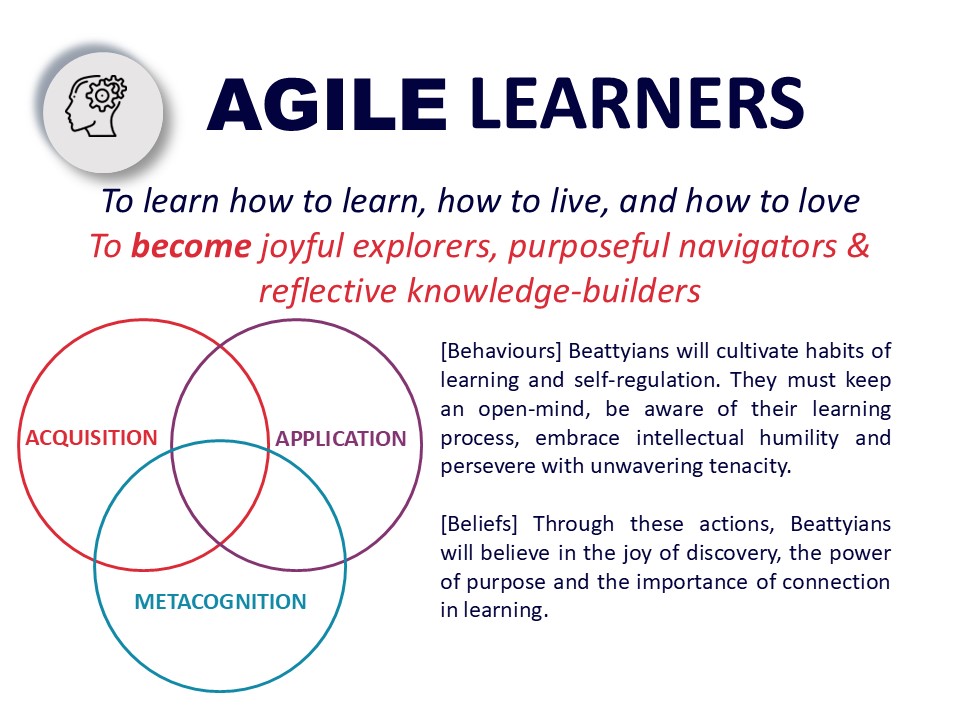 AGILE LEARNERS
To learn how to learn, how to live, and how to love
To become joyful explorers, purposeful navigators &
reflective knowledge-builders
ACQUISITION
APPLICATION
METACOGNITION
[Behaviours] Beattyians will cultivate habits of
learning and self-regulation. They must keep
an open-mind, be aware of their learning
process, embrace intellectual humility and
persevere with unwavering tenacity.
[Beliefs] Through these actions, Beattyians
will believe in the joy of discovery, the power
of purpose and the importance of connection
in learning.